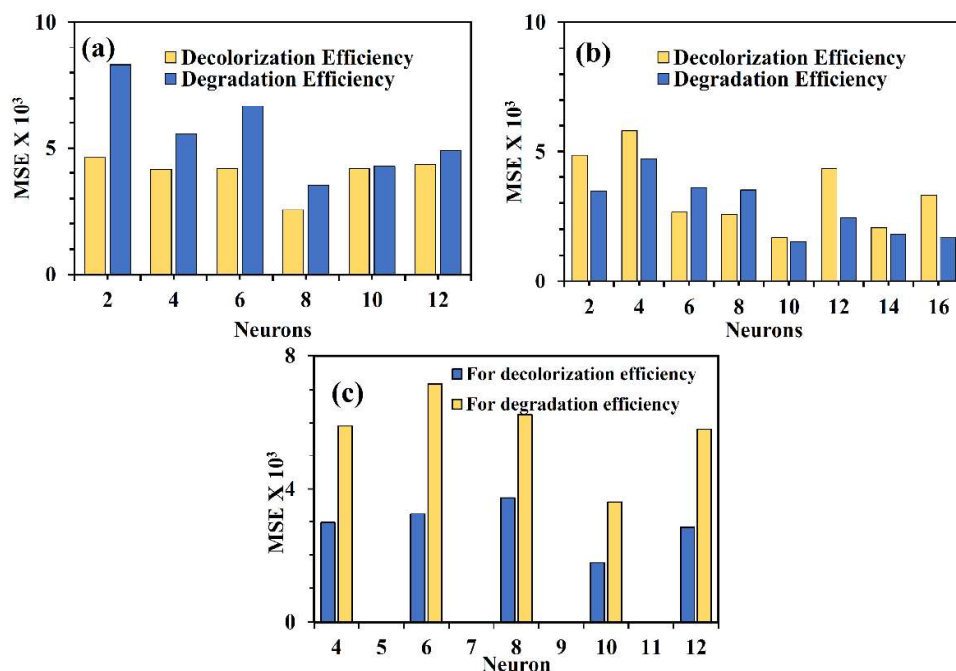 10
(a)
Decolorization Efficiency
Degradation Efficiency
5
0
MSE X 10³
2 4 6 8 10 12
Neurons
10
(b)
Decolorization Efficiency
Degradation Efficiency
5
0
MSE X 10³
2 4 6 8 10 12 14 16
Neurons
8
(c)
For decolorization efficiency
For degradation efficiency
4
0
MSE X 10³
4 5 6 7 8 9 10 11 12
Neuron